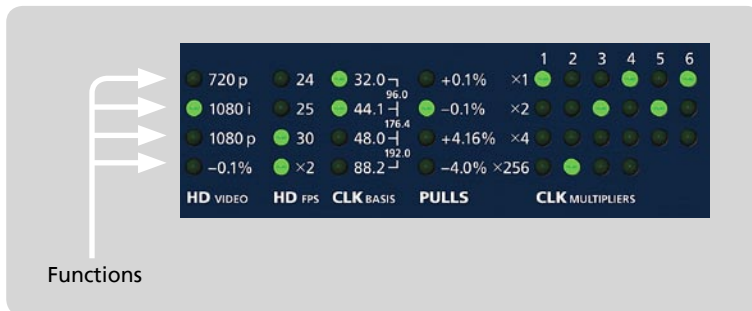 1 2 3 4 5 6
720 p 24 32.0 +0.1% ×1
96.0
1080 i 25 44.1 −0.1% ×2
176.4
1080 p 30 48.0 +4.16% ×4
192.0
−0.1% ×2 88.2 −4.0% ×256
HD VIDEO HD FPS CLK BASIS PULLS CLK MULTIPLIERS
Functions